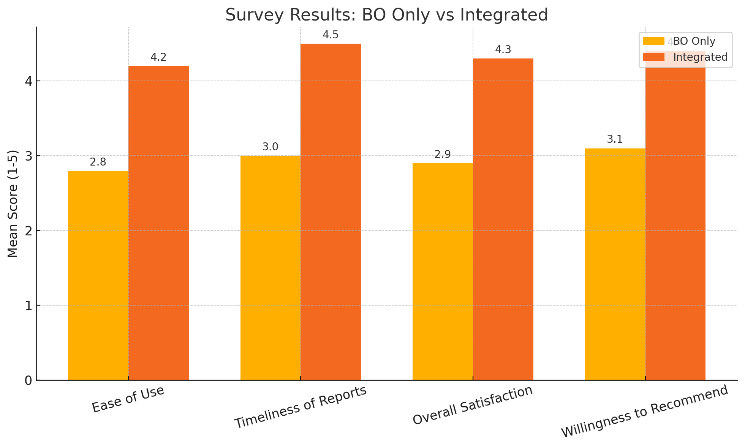 Survey Results: BO Only vs Integrated
BO Only
Integrated
Mean Score (1-5)
4
3
2
1
0
2.8
4.2
3.0
4.5
2.9
4.3
3.1
Ease of Use
Timeliness of Reports
Overall Satisfaction
Willingness to Recommend